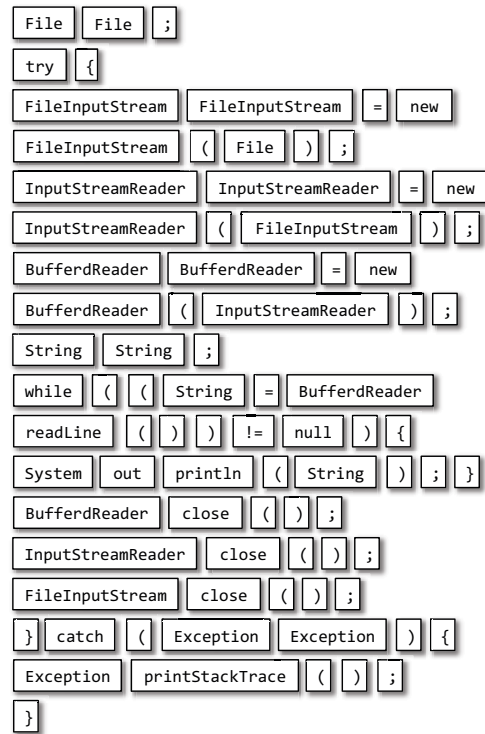 File File ;
try {
FileInputStream FileInputStream = new
FileInputStream ( File ) ;
InputStreamReader InputStreamReader = new
InputStreamReader ( FileInputStream ) ;
BufferdReader BufferdReader = new
BufferdReader ( InputStreamReader ) ;
String String ;
while ( ( String = BufferdReader
readLine ( ) ) != null ) {
System out println ( String ) ; }
BufferdReader close ( ) ;
InputStreamReader close ( ) ;
FileInputStream close ( ) ;
} catch ( Exception Exception ) {
Exception printStackTrace ( ) ;
}